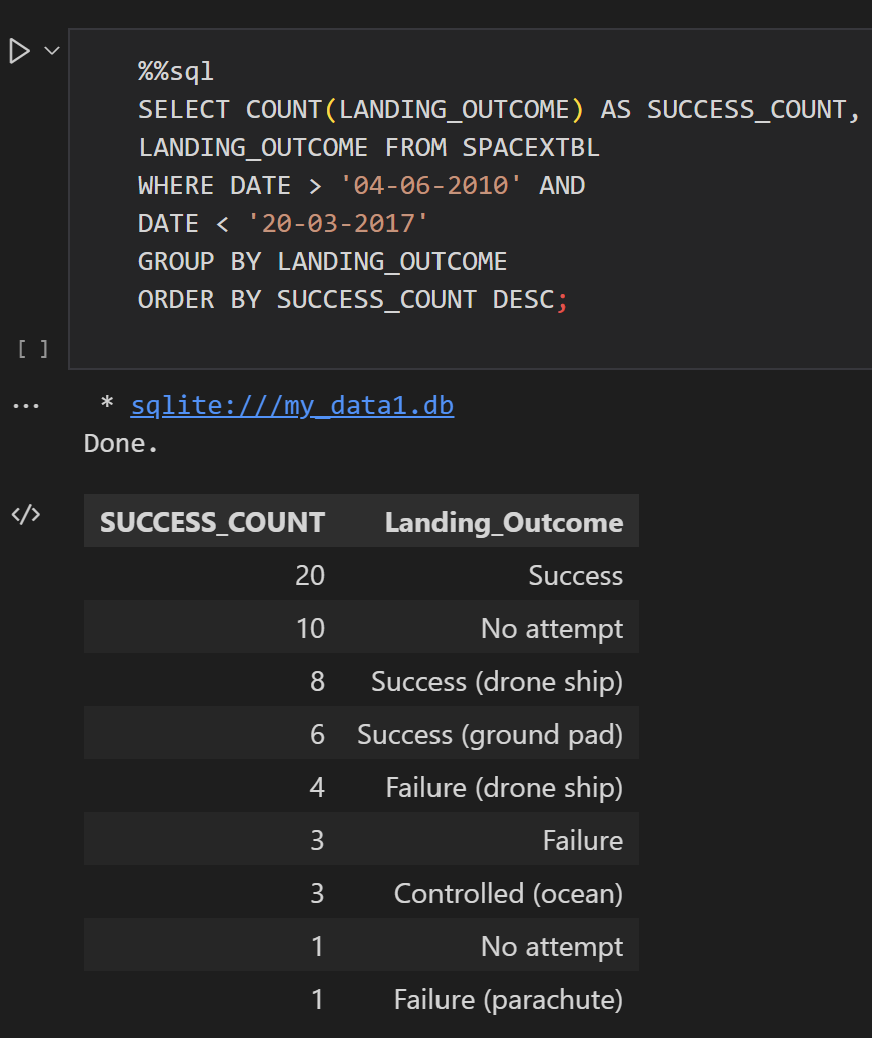 %%sql
SELECT COUNT(LANDING_OUTCOME) AS SUCCESS_COUNT,
LANDING_OUTCOME FROM SPACEXTBL
WHERE DATE > '04-06-2010' AND
DATE < '20-03-2017'
GROUP BY LANDING_OUTCOME
ORDER BY SUCCESS_COUNT DESC;
[ ]
... * sqlite:///my_data1.db
Done.
</> SUCCESS_COUNT Landing_Outcome
20 Success
10 No attempt
8 Success (drone ship)
6 Success (ground pad)
4 Failure (drone ship)
3 Failure
3 Controlled (ocean)
1 No attempt
1 Failure (parachute)